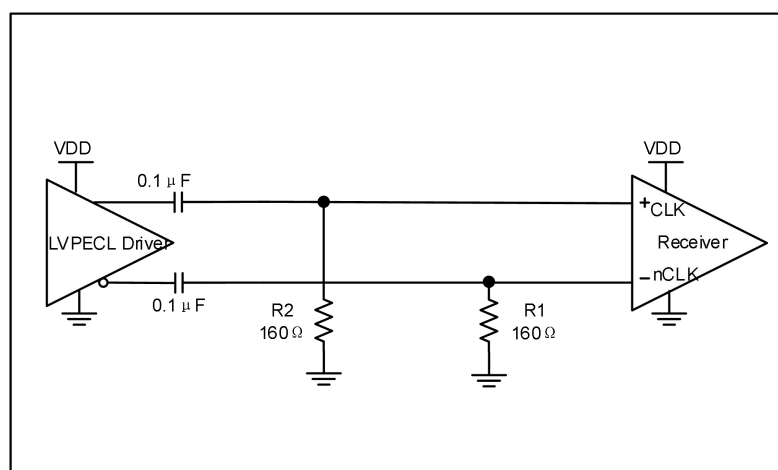 VDD
VDD
0.1 μF
+CLK
LVPECL Driver
Receiver
-nCLK
0.1 μF
R2
160Ω
R1
160Ω